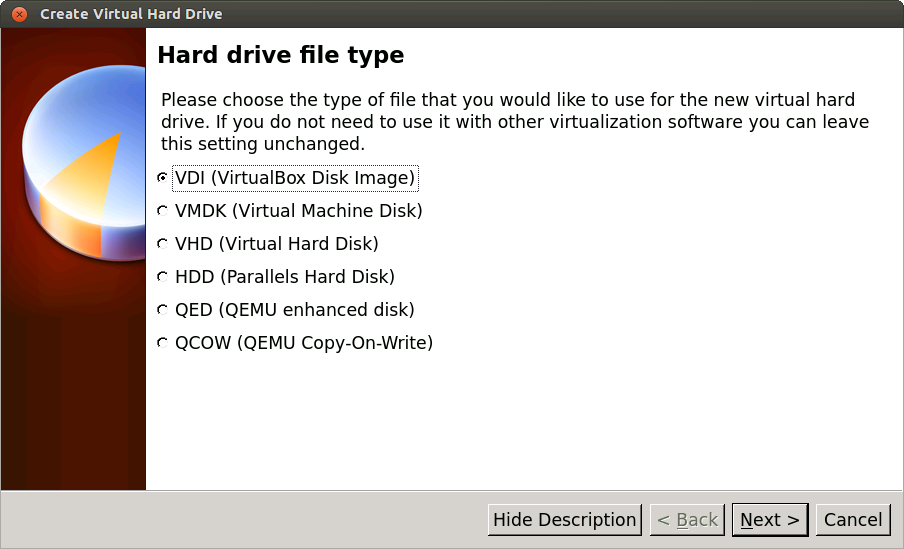 Create Virtual Hard Drive
Hard drive file type
Please choose the type of file that you would like to use for the new virtual hard
drive. If you do not need to use it with other virtualization software you can leave
this setting unchanged.
VDI (VirtualBox Disk Image)
VMDK (Virtual Machine Disk)
VHD (Virtual Hard Disk)
HDD (Parallels Hard Disk)
QED (QEMU enhanced disk)
QCOW (QEMU Copy-On-Write)
Hide Description < Back Next > Cancel